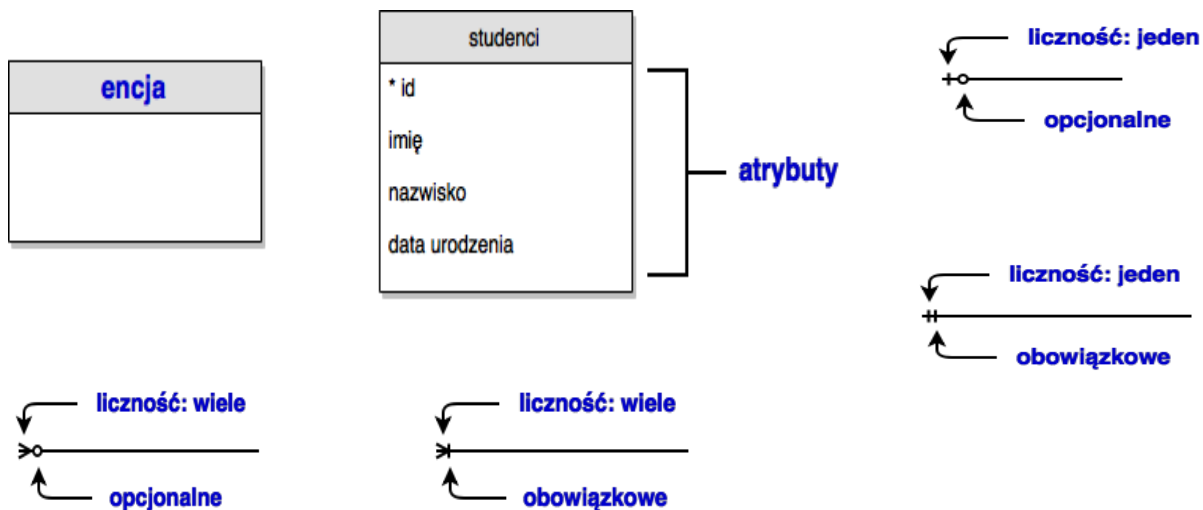 encja
studenci
* id
imię
nazwisko
data urodzenia
atrybuty
liczność: jeden
opcjonalne
liczność: jeden
obowiązkowe
liczność: wiele
opcjonalne
liczność: wiele
obowiązkowe